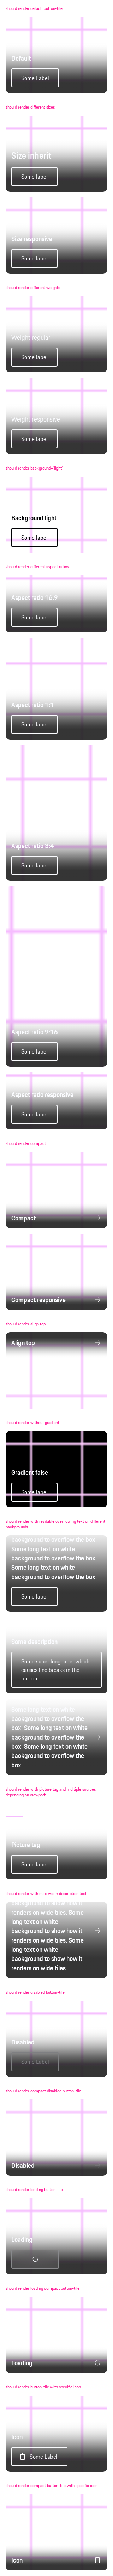 should render default button-tile
Default
Some Label
should render different sizes
Size inherit
Some label
Size responsive
Some label
should render different weights
Weight regular
Some label
Weight responsive
Some label
should render background='light'
Background light
Some label
should render different aspect ratios
Aspect ratio 16:9
Some label
Aspect ratio 1:1
Some label
Aspect ratio 3:4
Some label
Aspect ratio 9:16
Some label
Aspect ratio responsive
Some label
should render compact
Compact
Compact responsive
should render align top
Align top
should render without gradient
Gradient false
Some label
should render with readable overflowing text on different
backgrounds
background to overflow the box.
Some long text on white
background to overflow the box.
Some long text on white
background to overflow the box.
Some label
Some description
Some super long label which
causes line breaks in the
button
Some long text on white
background to overflow the
box. Some long text on white
background to overflow the
box. Some long text on white
background to overflow the
box.
should render with picture tag and multiple sources
depending on viewport
Picture tag
Some label
should render with max-width description text
background to show how it
renders on wide tiles. Some
long text on white
background to show how it
renders on wide tiles. Some
long text on white
background to show how it
renders on wide tiles.
should render disabled button-tile
Disabled
Some Label
should render compact disabled button-tile
Disabled
should render loading button-tile
Loading
should render loading compact button-tile
Loading
should render button-tile with specific icon
Icon
Some Label
should render compact button-tile with specific icon
Icon